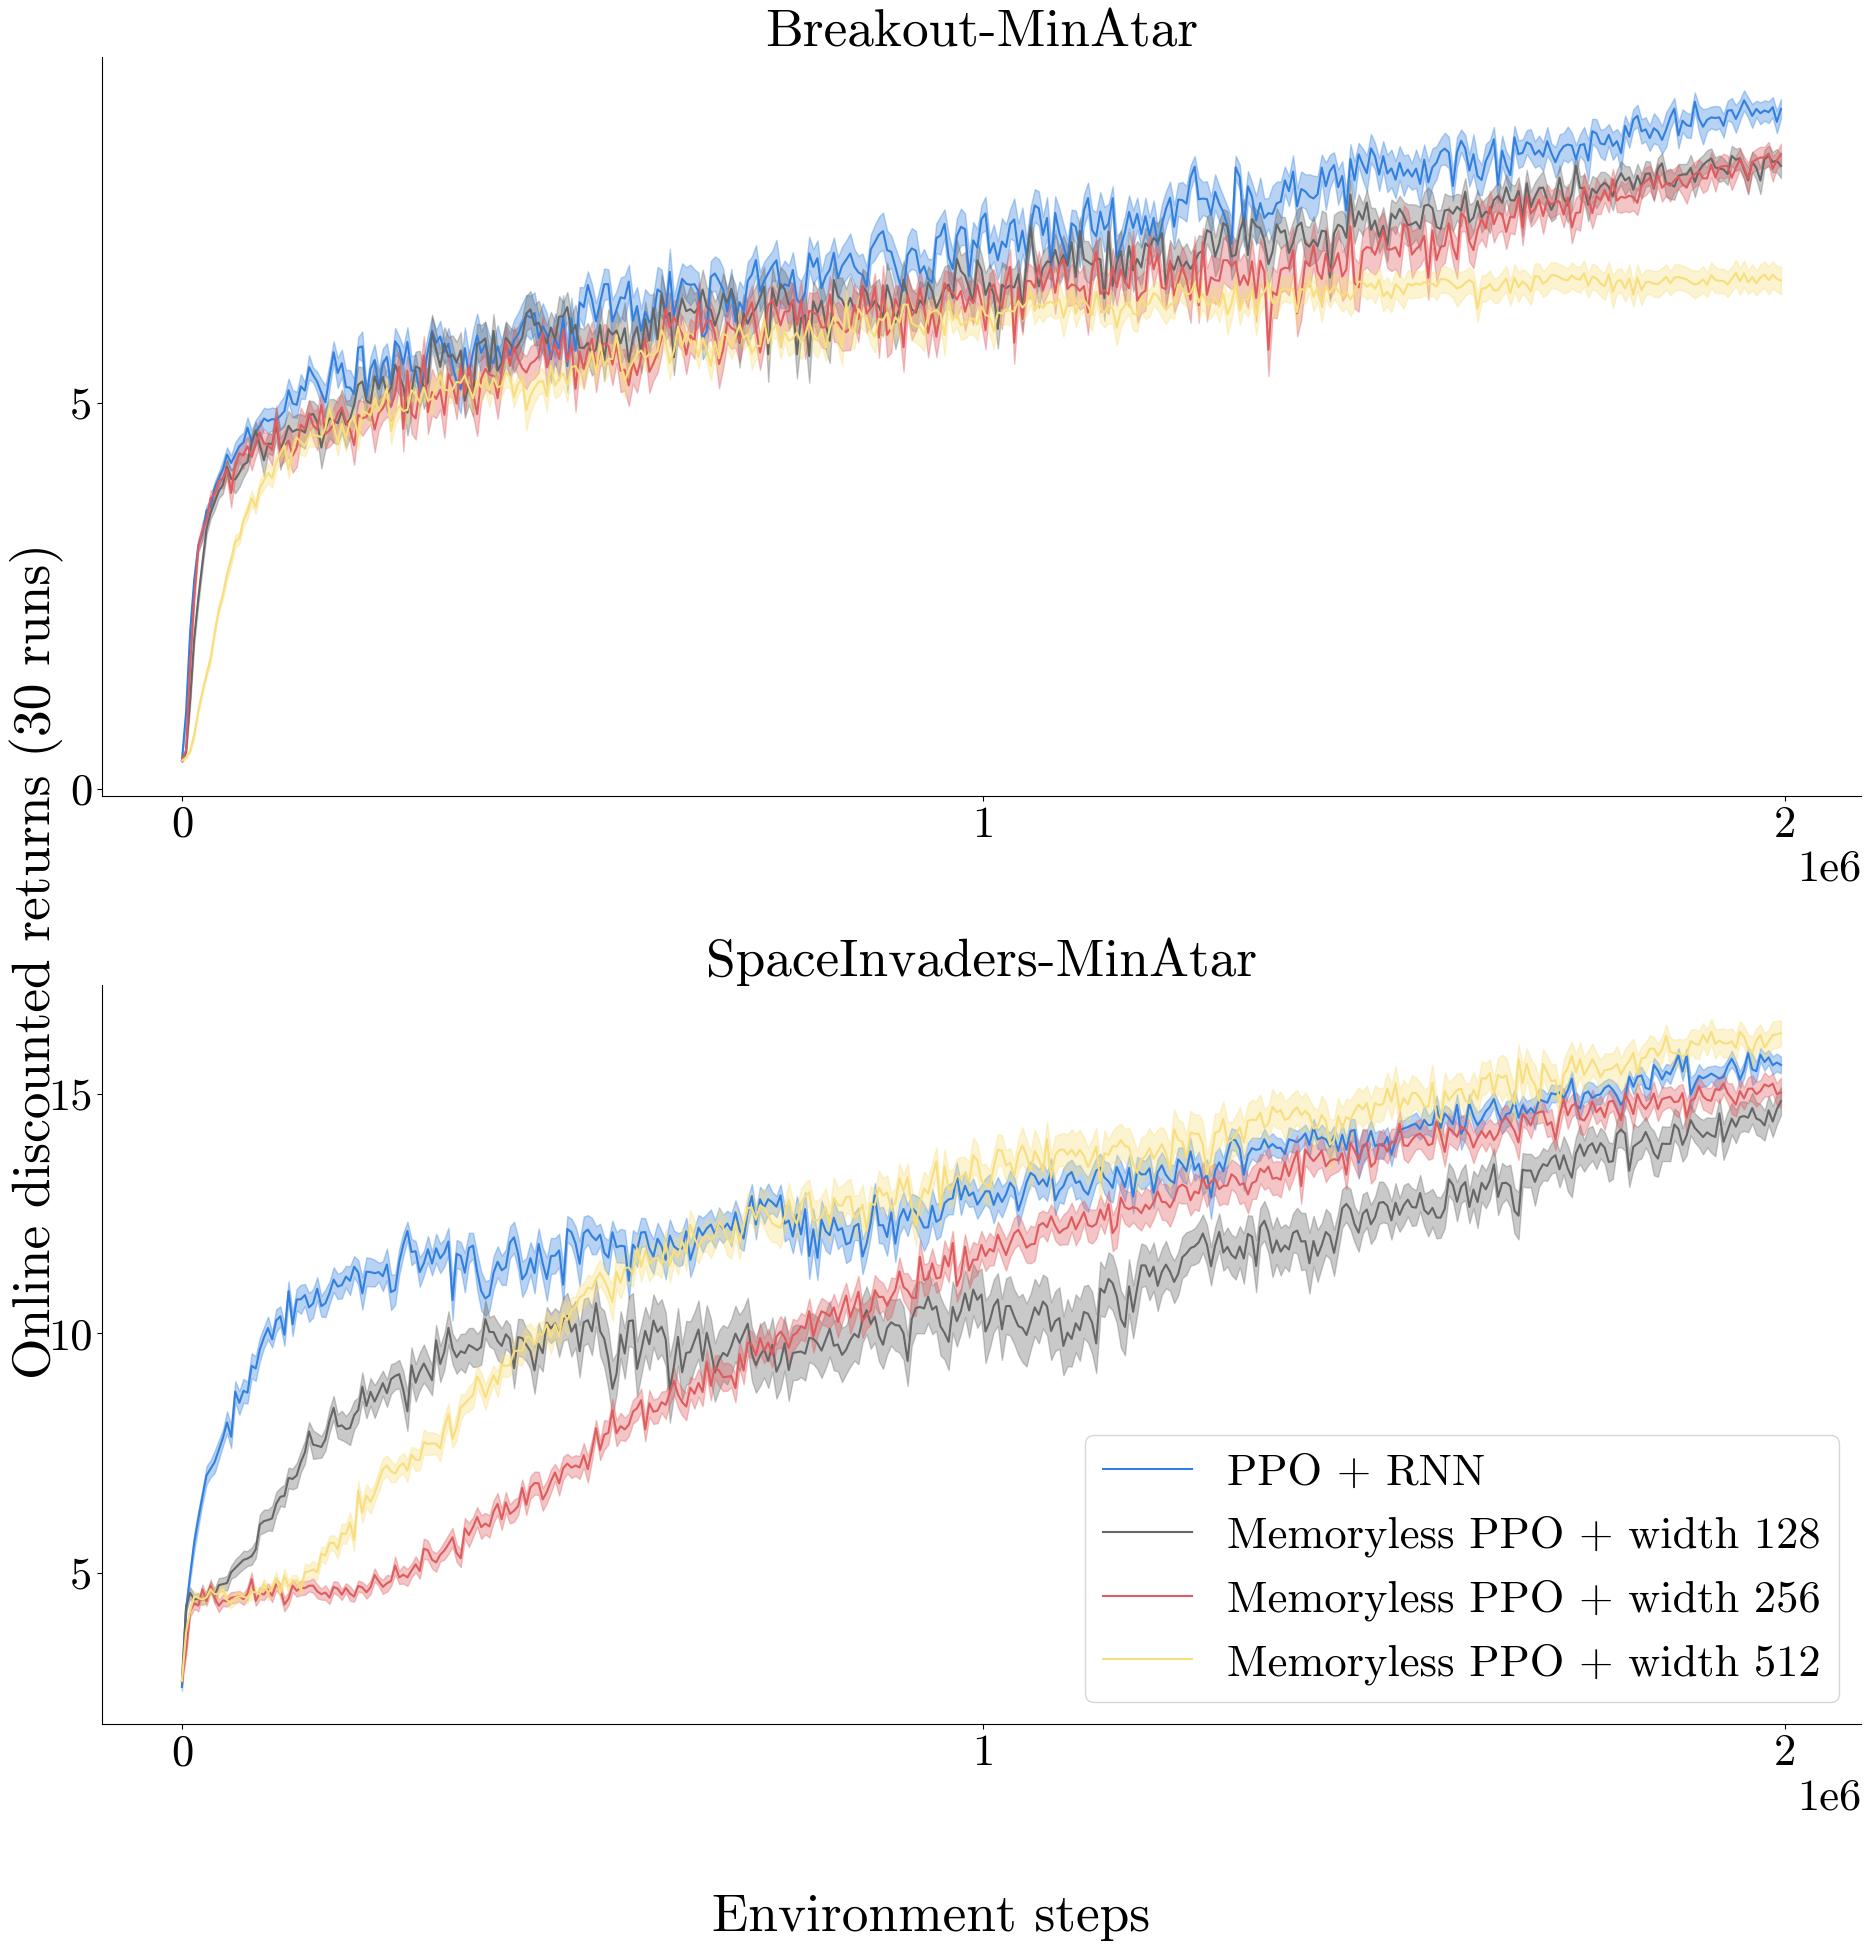 Breakout-MinAtar
5
0
0 1 2
1e6
Online discounted returns (30 runs)
SpaceInvaders-MinAtar
15
10
5
PPO + RNN
Memoryless PPO + width 128
Memoryless PPO + width 256
Memoryless PPO + width 512
0 1 2
1e6
Environment steps